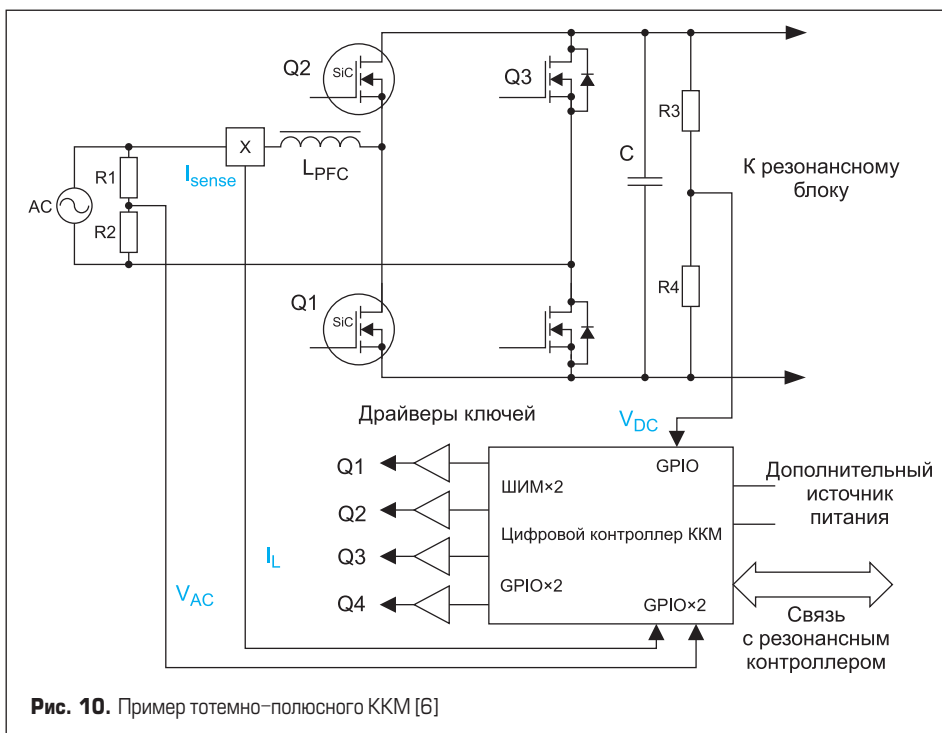 Q2
SiC
Q3
R3
C
К резонансному
блоку
X
I_sense
L_PFC
R1
AC
R2
Q1
SiC
R4
Драйверы ключей
V_DC
Q1
Q2
Q3
Q4
GPIO
ШИМ×2
Цифровой контроллер ККМ
GPIO×2
GPIO×2
Дополнительный
источник
питания
I_L
V_AC
Связь
с резонансным
контроллером
Рис. 10. Пример тотемно-полюсного ККМ [6]